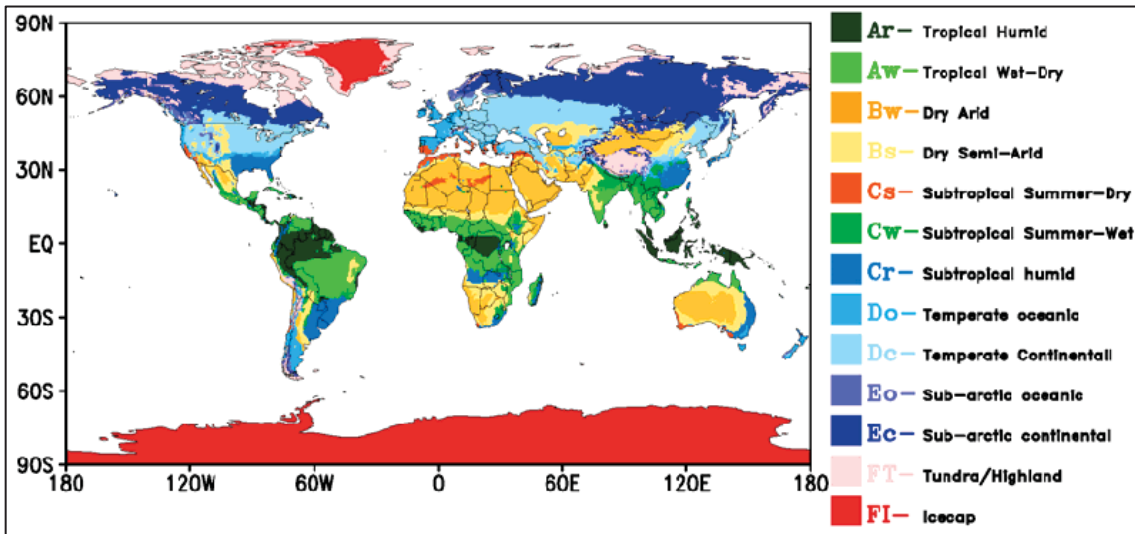 90N
60N
30N
EQ
30S
60S
90S
180 120W 60W 0 60E 120E 180
Ar— Tropical Humid
Aw— Tropical Wet–Dry
Bw— Dry Arid
Bs— Dry Semi–Arid
Cs— Subtropical Summer–Dry
Cw— Subtropical Summer–Wet
Cr— Subtropical humid
Do— Temperate oceanic
Dc— Temperate Continentall
Eo— Sub–arctic oceanic
Ec— Sub–arctic continental
FT— Tundra/Highland
FI— Icecap